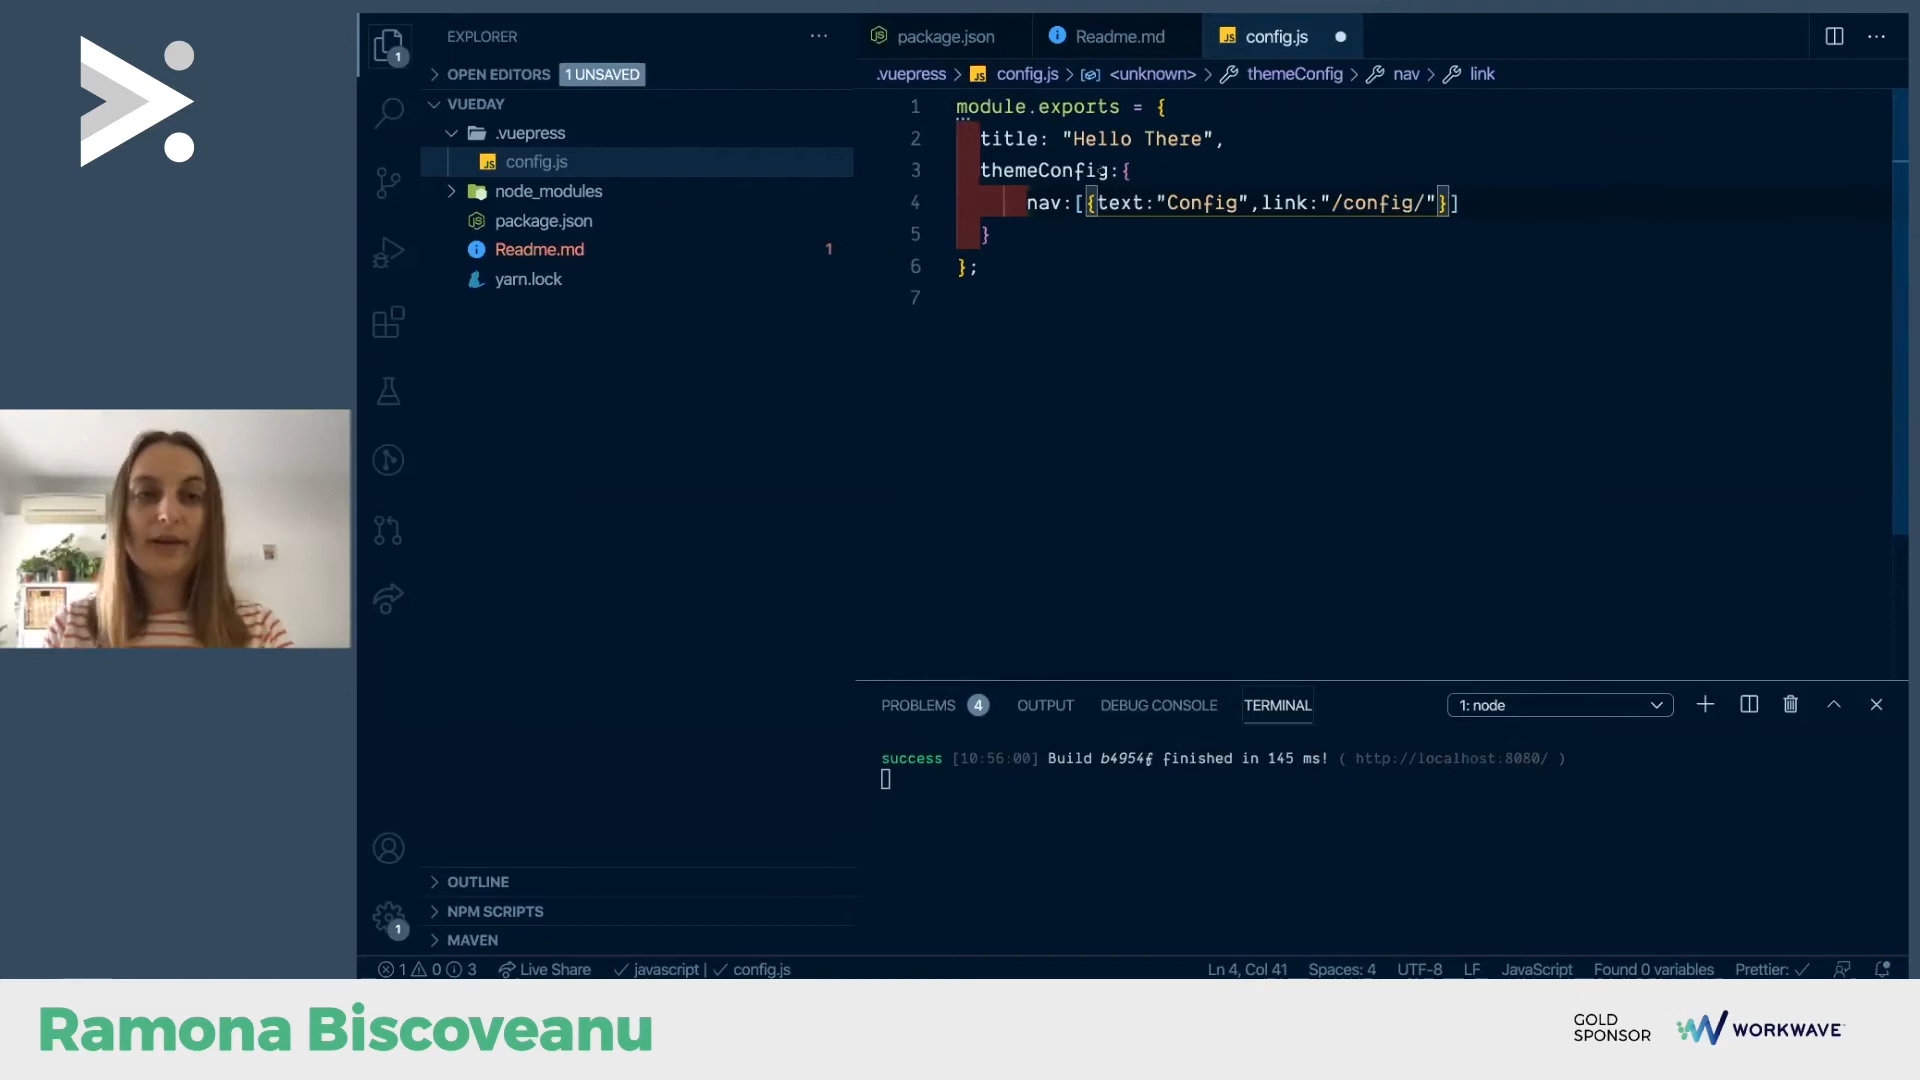 EXPLORER
OPEN EDITORS 1 UNSAVED
VUEDAY
.vuepress
config.js
node_modules
package.json
Readme.md 1
yarn.lock
OUTLINE
NPM SCRIPTS
MAVEN
1
1
package.json Readme.md config.js
.vuepress > config.js > <unknown> > themeConfig > nav > link
1 module.exports = {
2 title: "Hello There",
3 themeConfig:{
4 nav:[{text:"Config",link:"/config/"}]
5 }
6 };
7
PROBLEMS 4 OUTPUT DEBUG CONSOLE TERMINAL 1: node
success [10:56:00] Build b4954f finished in 145 ms! ( http://localhost:8080/ )
1 0 3 Live Share javascript | config.js Ln 4, Col 41 Spaces: 4 UTF-8 LF JavaScript Found 0 variables Prettier:
Ramona Biscoveanu
GOLD
SPONSOR
WORKWAVE